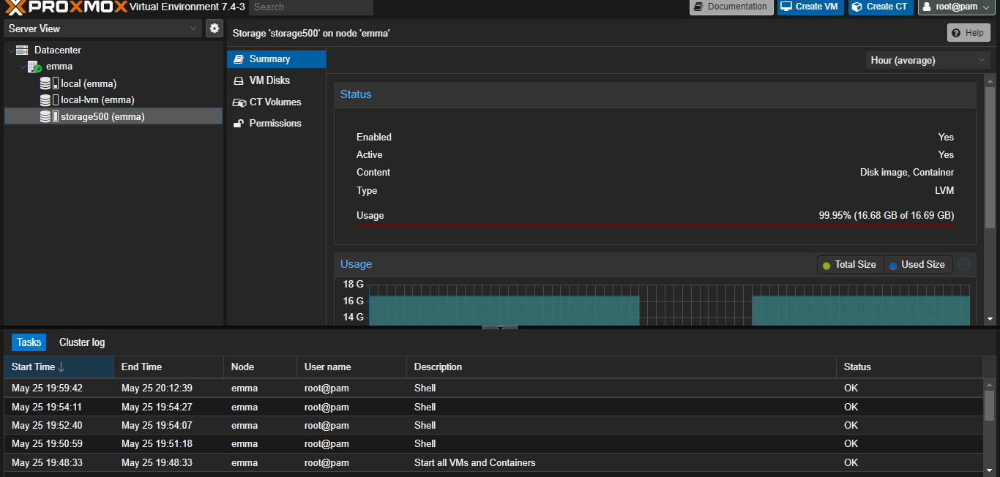 PROXMOX Virtual Environment 7.4-3 Search Documentation Create VM Create CT root@pam
Server View
Storage 'storage500' on node 'emma' Help
Datacenter
emma
local (emma)
local-lvm (emma)
storage500 (emma)
Summary
VM Disks
CT Volumes
Permissions
Hour (average)
Status
Enabled Yes
Active Yes
Content Disk image, Container
Type LVM
Usage 99.95% (16.68 GB of 16.69 GB)
Usage Total Size Used Size
18 G
16 G
14 G
Tasks Cluster log
Start Time End Time Node User name Description Status
May 25 19:59:42 May 25 20:12:39 emma root@pam Shell OK
May 25 19:54:11 May 25 19:54:27 emma root@pam Shell OK
May 25 19:52:40 May 25 19:54:07 emma root@pam Shell OK
May 25 19:50:59 May 25 19:51:18 emma root@pam Shell OK
May 25 19:48:33 May 25 19:48:33 emma root@pam Start all VMs and Containers OK